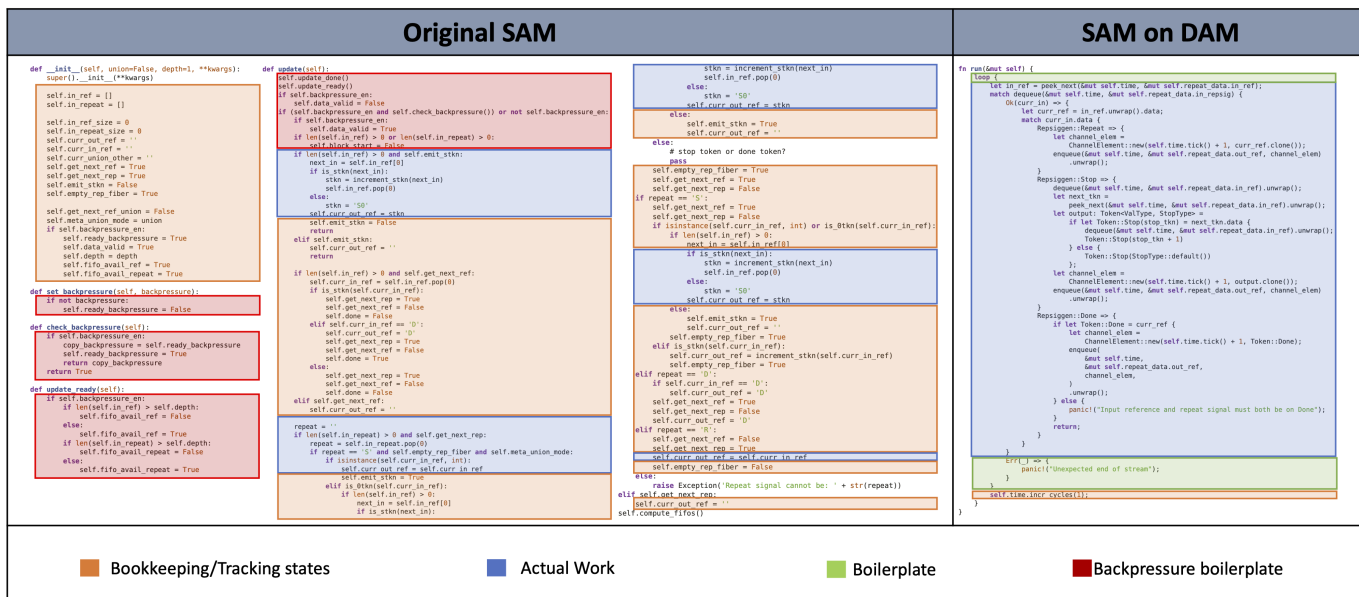 Original SAM
def __init__(self, union=False, depth=1, **kwargs):
super().__init__(**kwargs)
self.in_ref = []
self.in_repeat = []
self.in_ref_size = 0
self.in_repeat_size = 0
self.curr_out_ref = ''
self.curr_in_ref = ''
self.curr_union_other = ''
self.get_next_ref = True
self.get_next_rep = True
self.emit_stkn = False
self.empty_rep_fiber = True
self.get_next_ref_union = False
self.meta_union_mode = union
if self.backpressure_en:
self.ready_backpressure = True
self.data_valid = True
self.depth = depth
self.fifo_avail_ref = True
self.fifo_avail_repeat = True
def set_backpressure(self, backpressure):
if not backpressure:
self.ready_backpressure = False
def check_backpressure(self):
if self.backpressure_en:
copy_backpressure = self.ready_backpressure
self.ready_backpressure = True
return copy_backpressure
return True
def update_ready(self):
if self.backpressure_en:
if len(self.in_ref) > self.depth:
self.fifo_avail_ref = False
else:
self.fifo_avail_ref = True
if len(self.in_repeat) > self.depth:
self.fifo_avail_repeat = False
else:
self.fifo_avail_repeat = True
def update(self):
self.update_done()
self.update_ready()
if self.backpressure_en:
self.data_valid = False
if (self.backpressure_en and self.check_backpressure()) or not self.backpressure_en:
if self.backpressure_en:
self.data_valid = True
if len(self.in_ref) > 0 or len(self.in_repeat) > 0:
self.block_start = False
if len(self.in_ref) > 0 and self.emit_stkn:
next_in = self.in_ref[0]
if is_stkn(next_in):
stkn = increment_stkn(next_in)
self.in_ref.pop(0)
else:
stkn = 'S0'
self.curr_out_ref = stkn
self.emit_stkn = False
return
elif self.emit_stkn:
self.curr_out_ref = ''
return
if len(self.in_ref) > 0 and self.get_next_ref:
self.curr_in_ref = self.in_ref.pop(0)
if is_stkn(self.curr_in_ref):
self.get_next_rep = True
self.get_next_ref = False
self.done = False
elif self.curr_in_ref == 'D':
self.curr_out_ref = 'D'
self.get_next_rep = True
self.get_next_ref = False
self.done = True
else:
self.get_next_rep = True
self.get_next_ref = False
self.done = False
elif self.get_next_ref:
self.curr_out_ref = ''
repeat = ''
if len(self.in_repeat) > 0 and self.get_next_rep:
repeat = self.in_repeat.pop(0)
if repeat == 'S' and self.empty_rep_fiber and self.meta_union_mode:
if isinstance(self.curr_in_ref, int):
self.curr_out_ref = self.curr_in_ref
self.emit_stkn = True
elif is_0tkn(self.curr_in_ref):
if len(self.in_ref) > 0:
next_in = self.in_ref[0]
if is_stkn(next_in):
stkn = increment_stkn(next_in)
self.in_ref.pop(0)
else:
stkn = 'S0'
self.curr_out_ref = stkn
else:
self.emit_stkn = True
self.curr_out_ref = ''
else:
# stop token or done token?
pass
self.empty_rep_fiber = True
self.get_next_ref = True
self.get_next_rep = False
if repeat == 'S':
self.get_next_ref = True
self.get_next_rep = False
if isinstance(self.curr_in_ref, int) or is_0tkn(self.curr_in_ref):
if len(self.in_ref) > 0:
next_in = self.in_ref[0]
if is_stkn(next_in):
stkn = increment_stkn(next_in)
self.in_ref.pop(0)
else:
stkn = 'S0'
self.curr_out_ref = stkn
else:
self.emit_stkn = True
self.curr_out_ref = ''
self.empty_rep_fiber = True
elif is_stkn(self.curr_in_ref):
self.curr_out_ref = increment_stkn(self.curr_in_ref)
self.empty_rep_fiber = True
elif repeat == 'D':
if self.curr_in_ref == 'D':
self.curr_out_ref = 'D'
self.get_next_ref = True
self.get_next_rep = False
self.curr_out_ref = 'D'
elif repeat == 'R':
self.get_next_ref = False
self.get_next_rep = True
self.curr_out_ref = self.curr_in_ref
self.empty_rep_fiber = False
else:
raise Exception('Repeat signal cannot be: ' + str(repeat))
elif self.get_next_rep:
self.curr_out_ref = ''
self.compute_fifos()
SAM on DAM
fn run(&mut self) {
loop {
let in_ref = peek_next(&mut self.time, &mut self.repeat_data.in_ref);
match dequeue(&mut self.time, &mut self.repeat_data.in_repsig) {
Ok(curr_in) => {
let curr_ref = in_ref.unwrap().data;
match curr_in.data {
Repsiggen::Repeat => {
let channel_elem =
ChannelElement::new(self.time.tick() + 1, curr_ref.clone());
enqueue(&mut self.time, &mut self.repeat_data.out_ref, channel_elem)
.unwrap();
}
Repsiggen::Stop => {
dequeue(&mut self.time, &mut self.repeat_data.in_ref).unwrap();
let next_tkn =
peek_next(&mut self.time, &mut self.repeat_data.in_ref).unwrap();
let output: Token<ValType, StopType> =
if let Token::Stop(stop_tkn) = next_tkn.data {
dequeue(&mut self.time, &mut self.repeat_data.in_ref).unwrap();
Token::Stop(stop_tkn + 1)
} else {
Token::Stop(StopType::default())
};
let channel_elem =
ChannelElement::new(self.time.tick() + 1, output.clone());
enqueue(&mut self.time, &mut self.repeat_data.out_ref, channel_elem)
.unwrap();
}
Repsiggen::Done => {
if let Token::Done = curr_ref {
let channel_elem =
ChannelElement::new(self.time.tick() + 1, Token::Done);
enqueue(
&mut self.time,
&mut self.repeat_data.out_ref,
channel_elem,
)
.unwrap();
} else {
panic!("Input reference and repeat signal must both be on Done");
}
return;
}
}
}
Err(_) => {
panic!("Unexpected end of stream");
}
}
self.time.incr_cycles(1);
}
}
Bookkeeping/Tracking states
Actual Work
Boilerplate
Backpressure boilerplate